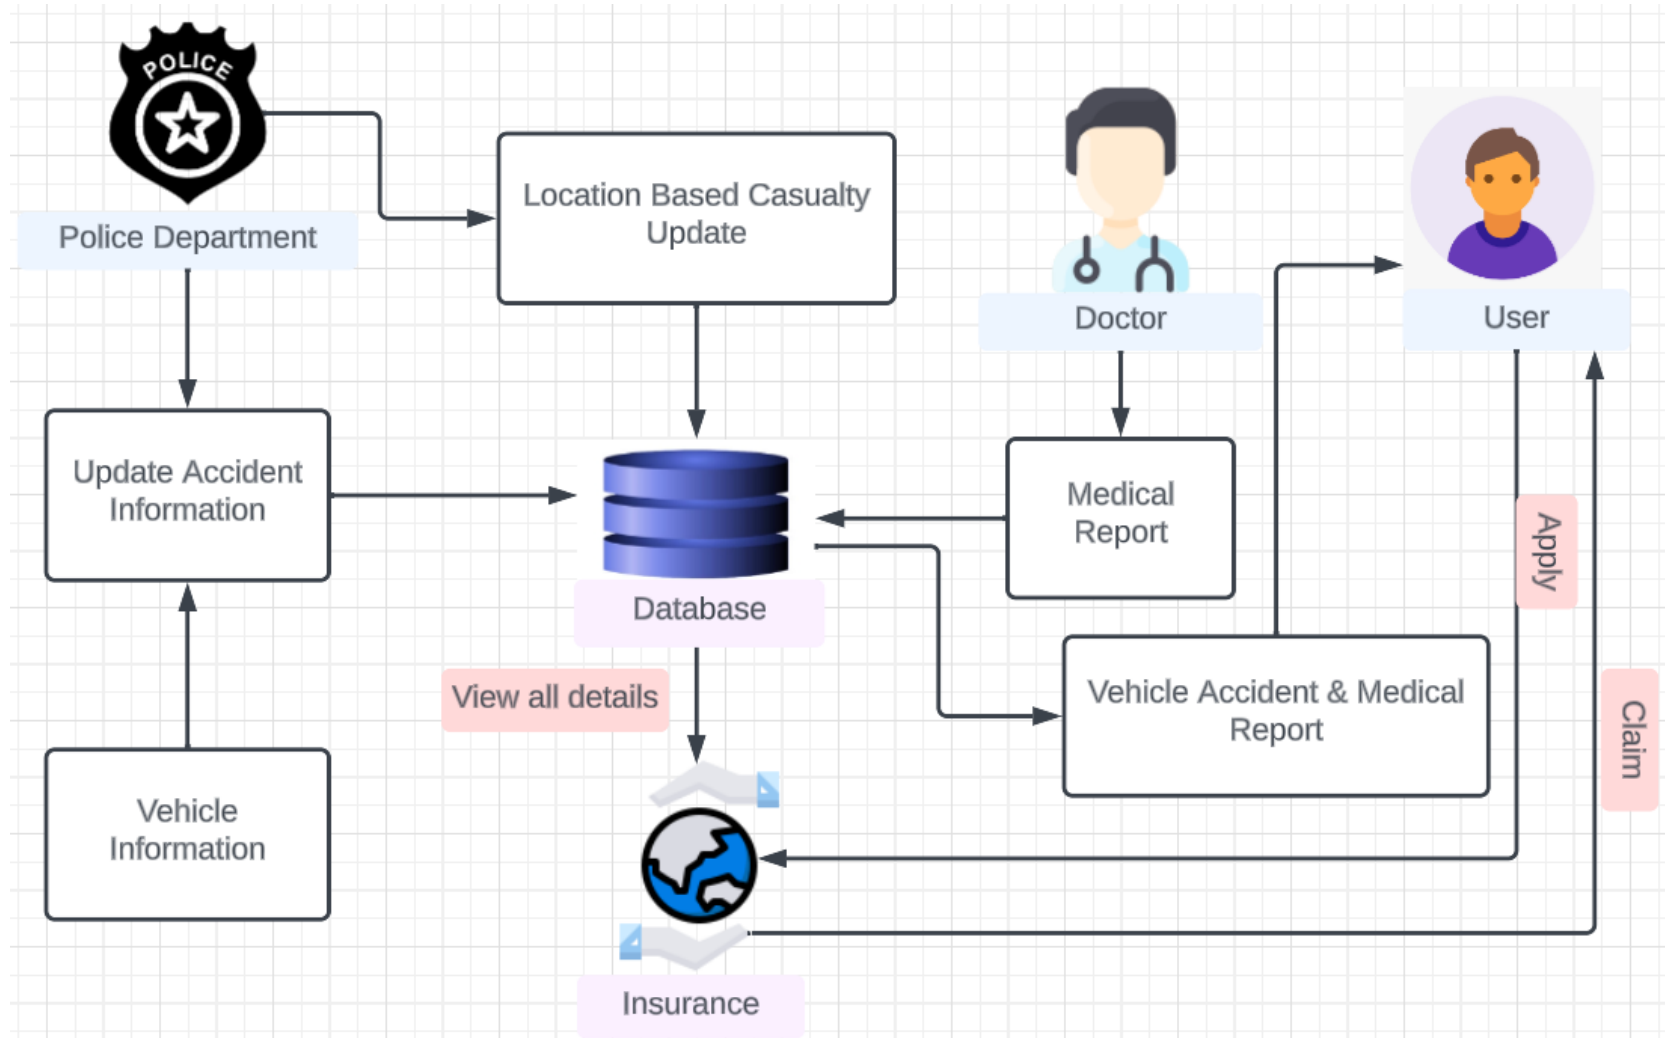 POLICE
Police Department
Location Based Casualty
Update
Doctor
User
Update Accident
Information
Medical
Report
Apply
Database
View all details
Vehicle Accident & Medical
Report
Claim
Vehicle
Information
Insurance